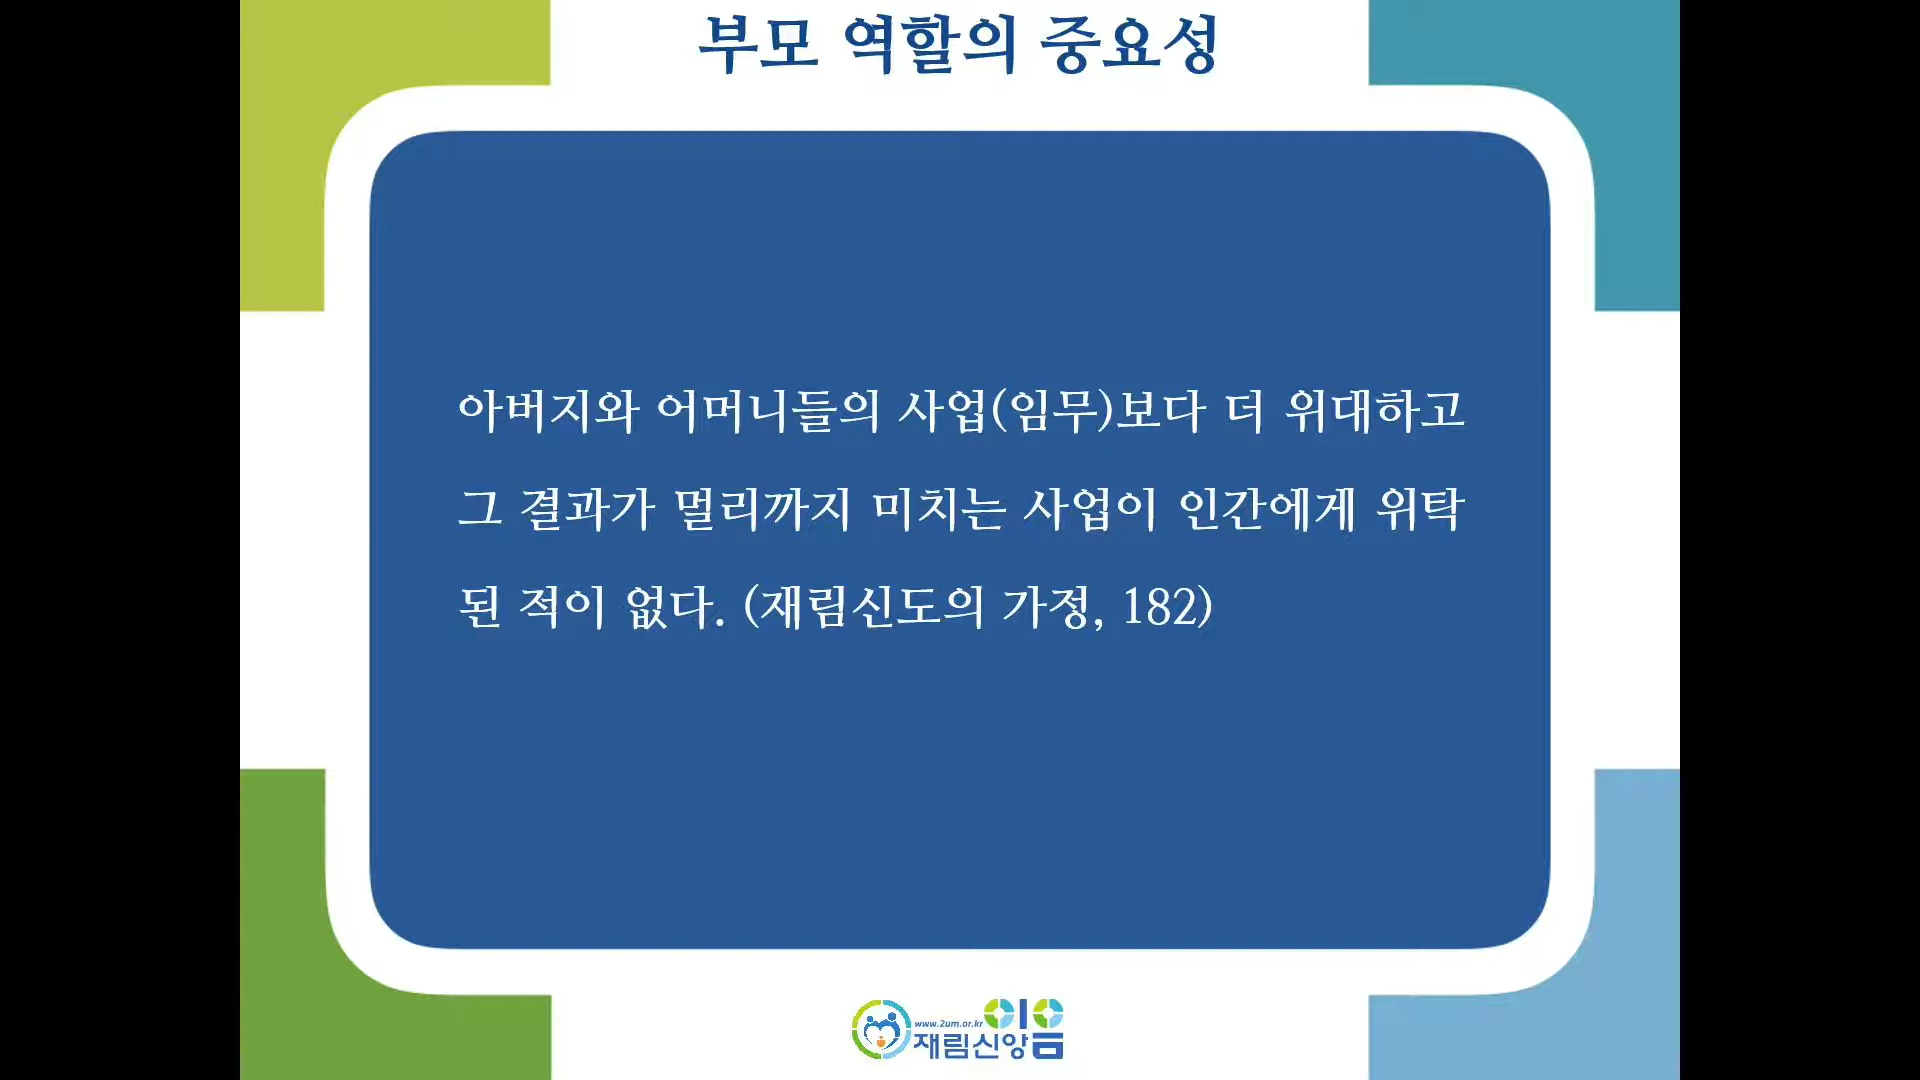 부모 역할의 중요성
아버지와 어머니들의 사업(임무)보다 더 위대하고
그 결과가 멀리까지 미치는 사업이 인간에게 위탁
된 적이 없다. (재림신도의 가정, 182)
www.2um.or.kr 이음
재림신앙